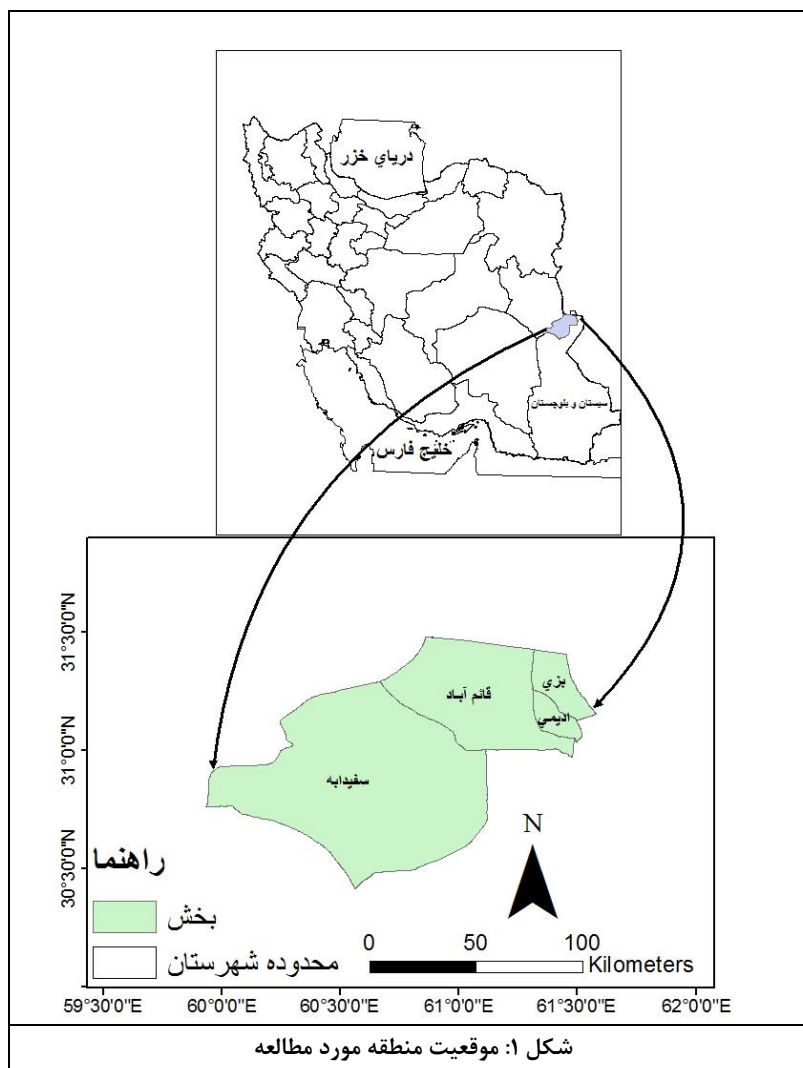 درياي خزر
سيستان و بلوچستان
خليج فارس
31°30'0"N
31°0'0"N
30°30'0"N
بزي
قائم آباد
اديمي
سفيدابه
N
راهنما
بخش
محدوده شهرستان
0 50 100
Kilometers
59°30'0"E 60°0'0"E 60°30'0"E 61°0'0"E 61°30'0"E 62°0'0"E
شکل ۱: موقعیت منطقه مورد مطالعه